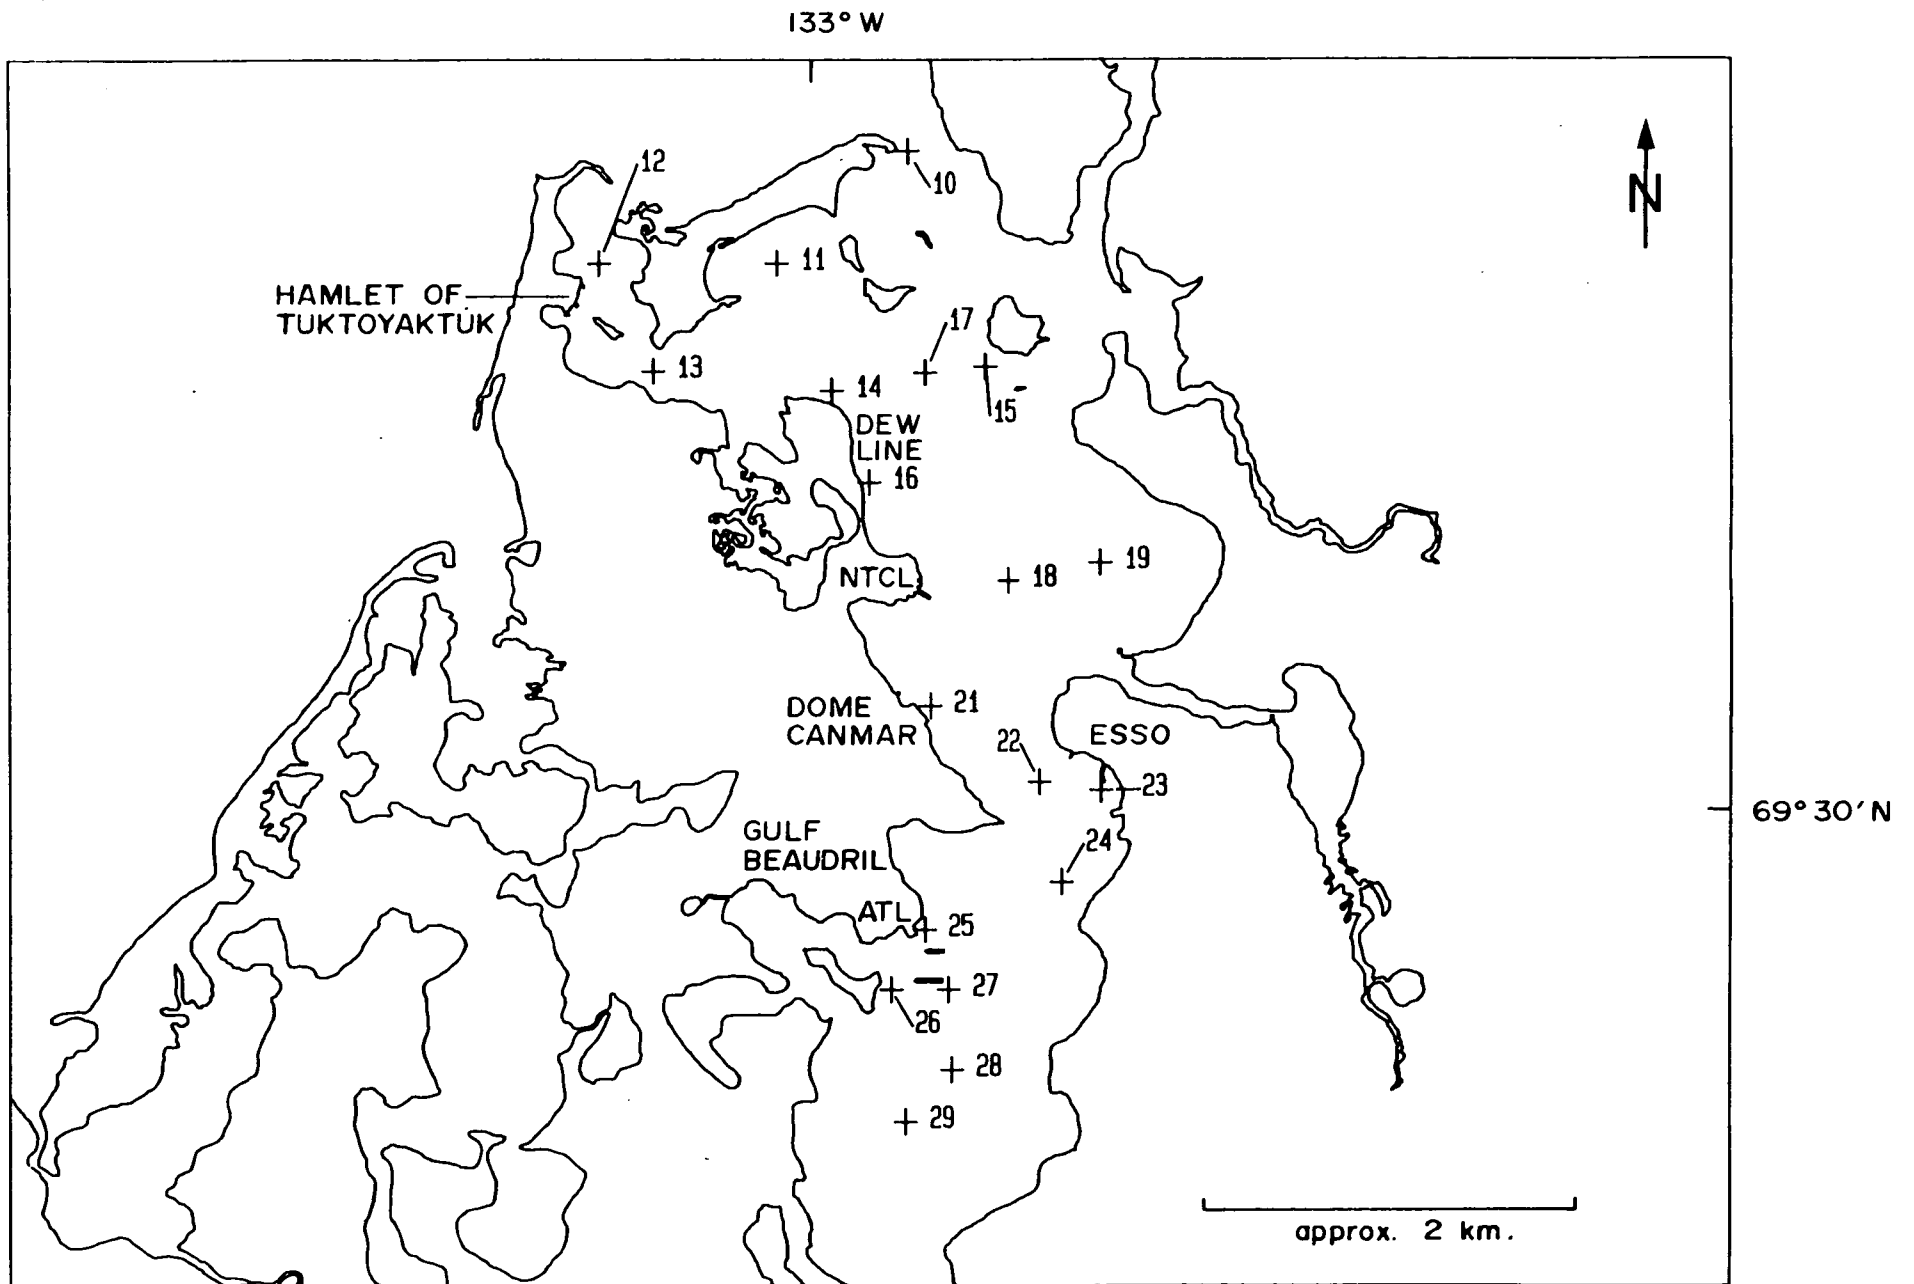 133° W
12
10
N
11
HAMLET OF
TUKTOYAKTUK
17
13
14
15
DEW
LINE
16
19
18
NTCL
21
DOME
CANMAR
22
ESSO
23
69° 30' N
GULF
BEAUDRIL
24
ATL
25
27
26
28
29
approx. 2 km.